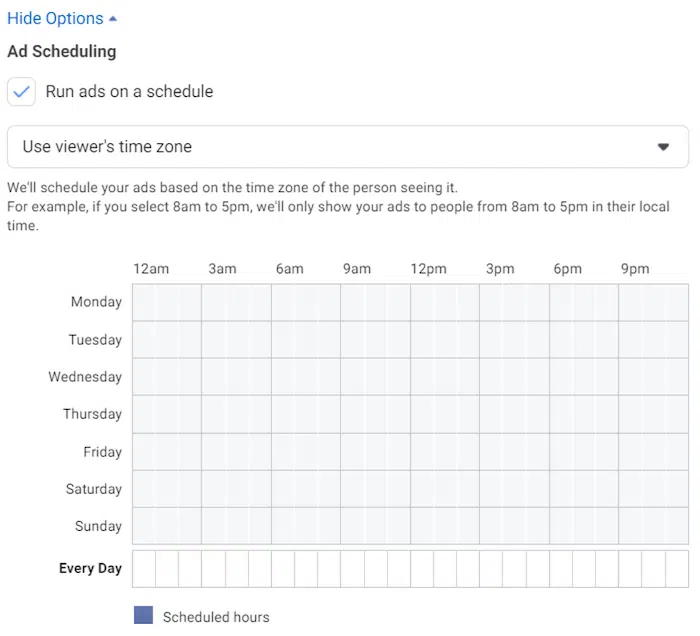 Hide Options
Ad Scheduling
Run ads on a schedule
Use viewer's time zone
We'll schedule your ads based on the time zone of the person seeing it.
For example, if you select 8am to 5pm, we'll only show your ads to people from 8am to 5pm in their local
time.
12am 3am 6am 9am 12pm 3pm 6pm 9pm
Monday
Tuesday
Wednesday
Thursday
Friday
Saturday
Sunday
Every Day
Scheduled hours